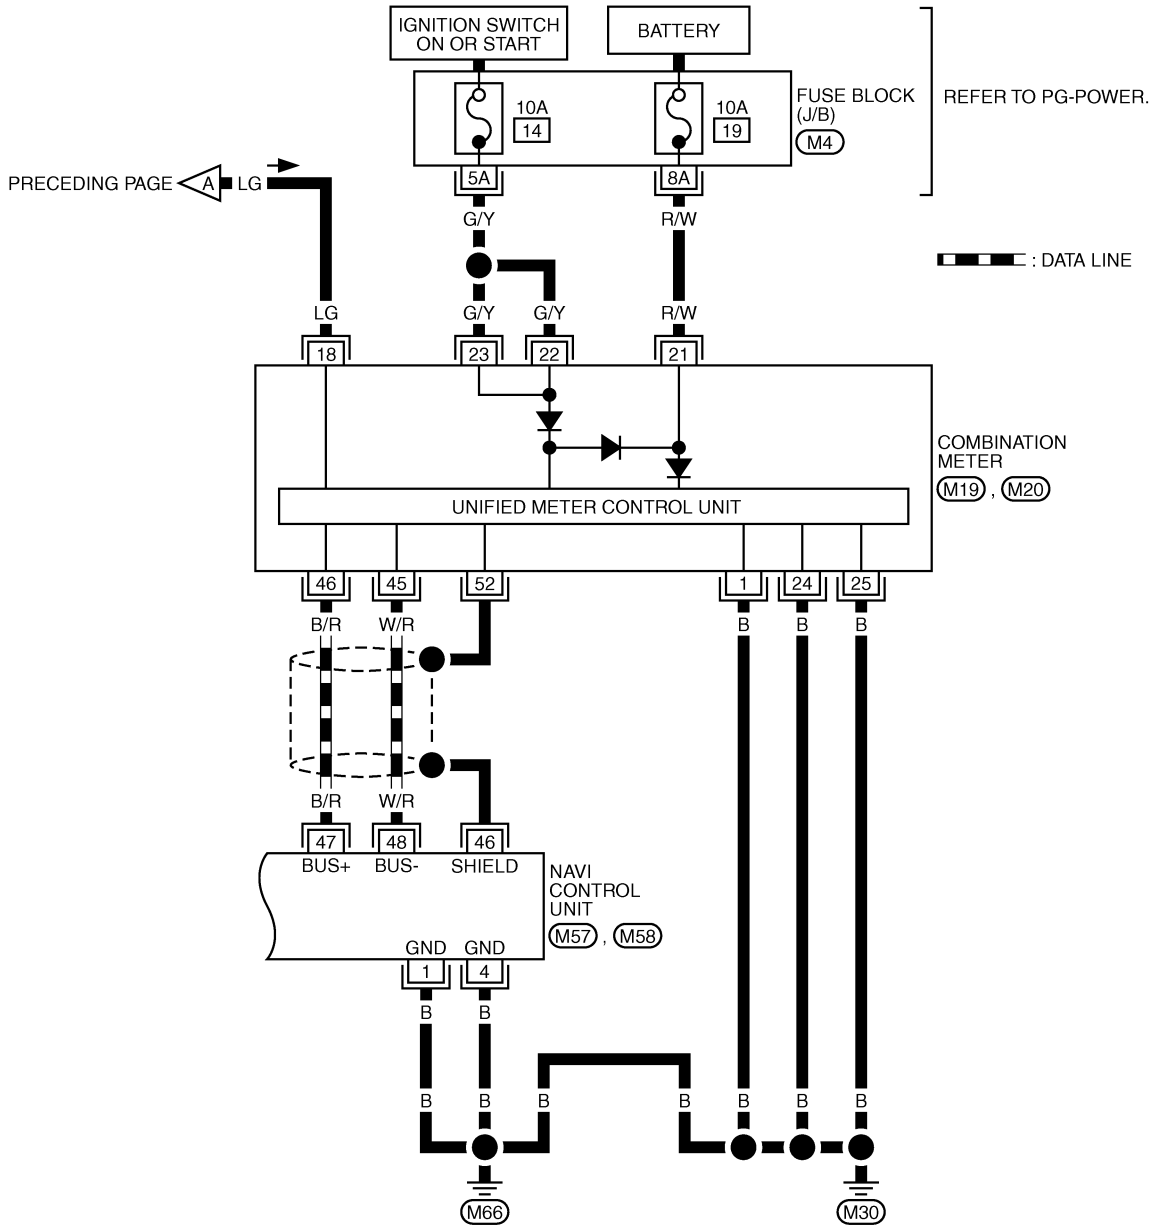 IGNITION SWITCH
ON OR START
BATTERY
10A
14
10A
19
FUSE BLOCK
(J/B)
M4
REFER TO PG-POWER.
5A
8A
PRECEDING PAGE
A
LG
G/Y
R/W
: DATA LINE
LG
G/Y
G/Y
R/W
18
23
22
21
COMBINATION
METER
M19 , M20
UNIFIED METER CONTROL UNIT
46
45
52
1
24
25
B/R
W/R
B
B
B
B/R
W/R
47
48
46
BUS+
BUS-
SHIELD
NAVI
CONTROL
UNIT
M57 , M58
GND
GND
1
4
B
B
B
B
B
B
B
B
B
M66
M30